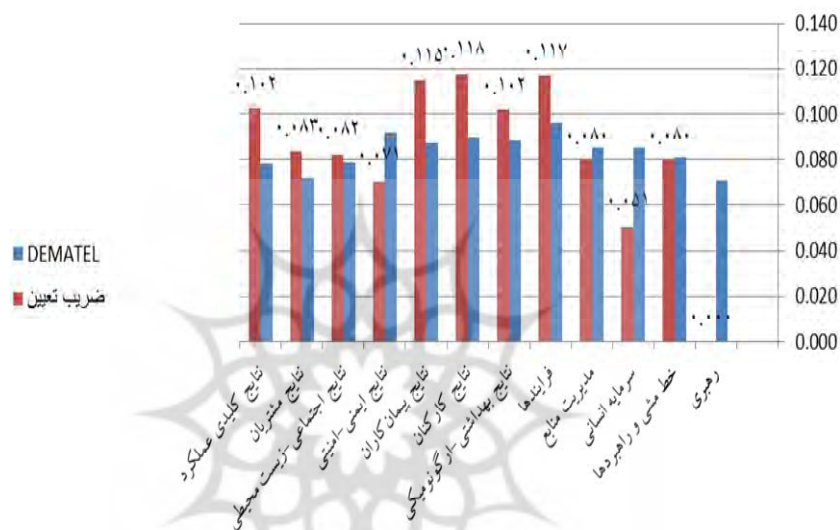 0.140
0.120
0.100
0.080
0.060
0.040
0.020
0.000
۰.۱۰۲
۰.۰۸۳
۰.۰۸۲
۰.۰۷۱
۰.۱۱۵
۰.۱۱۸
۰.۱۰۲
۰.۱۱۷
۰.۰۸۰
۰.۰۵۱
۰.۰۸۰
۰.۰۰۰
DEMATEL
ضریب تعیین
رهبری
خط مشی و راهبردها
سرمایه انسانی
مدیریت منابع
فرایندها
نتایج بهداشتی-ارگونومیکی
نتایج کارکنان
نتایج پیمان کاران
نتایج ایمنی-امنیتی
نتایج اجتماعی-زیست محیطی
نتایج مشتریان
نتایج کلیدی عملکرد